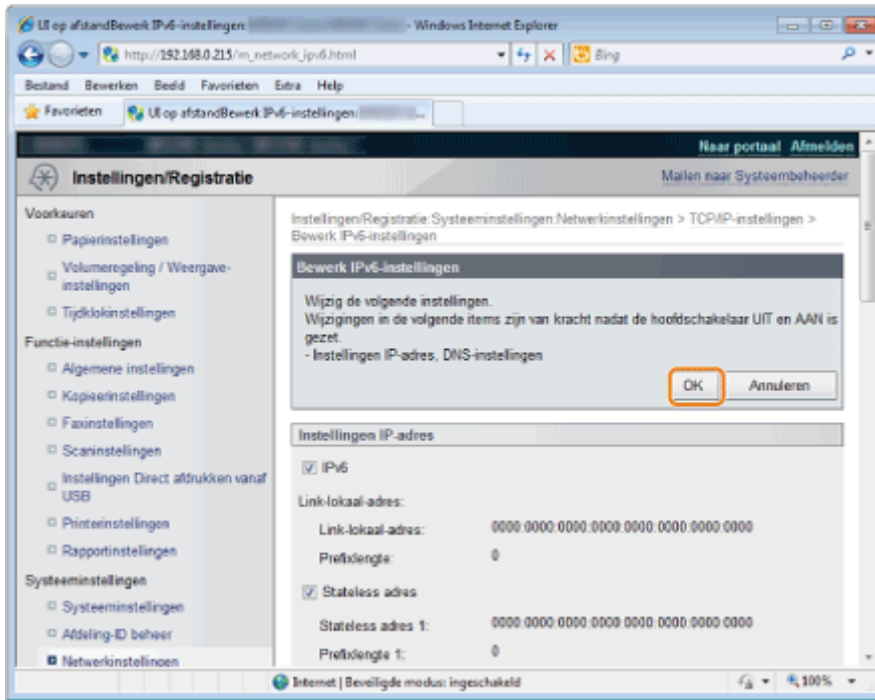 UI op afstandBewerk IPv6-instellingen: - Windows Internet Explorer
http://192.168.0.215/m_network_ipv6.html
Bing
Bestand Bewerken Beeld Favorieten Extra Help
Favorieten
UI op afstandBewerk IPv6-instellingen: ...
Naar portaal Afmelden
Instellingen/Registratie
Mailen naar Systeembeheerder
Voorkeuren
Papierinstellingen
Volumeregeling / Weergave-
instellingen
Tijdklokinstellingen
Functie-instellingen
Algemene instellingen
Kopieerinstellingen
Faxinstellingen
Scaninstellingen
Instellingen Direct afdrukken vanaf
USB
Printerinstellingen
Rapportinstellingen
Systeeminstellingen
Systeeminstellingen
Afdeling-ID beheer
Netwerkinstellingen
Instellingen/Registratie:Systeeminstellingen:Netwerkinstellingen > TCP/IP-instellingen >
Bewerk IPv6-instellingen
Bewerk IPv6-instellingen
Wijzig de volgende instellingen.
Wijzigingen in de volgende items zijn van kracht nadat de hoofdschakelaar UIT en AAN is
gezet.
- Instellingen IP-adres, DNS-instellingen
OK Annuleren
Instellingen IP-adres
IPv6
Link-lokaal-adres:
Link-lokaal-adres: 0000:0000:0000:0000:0000:0000:0000:0000
Prefixlengte: 0
Stateless adres
Stateless adres 1: 0000:0000:0000:0000:0000:0000:0000:0000
Prefixlengte 1: 0
Internet | Beveiligde modus: ingeschakeld
100%